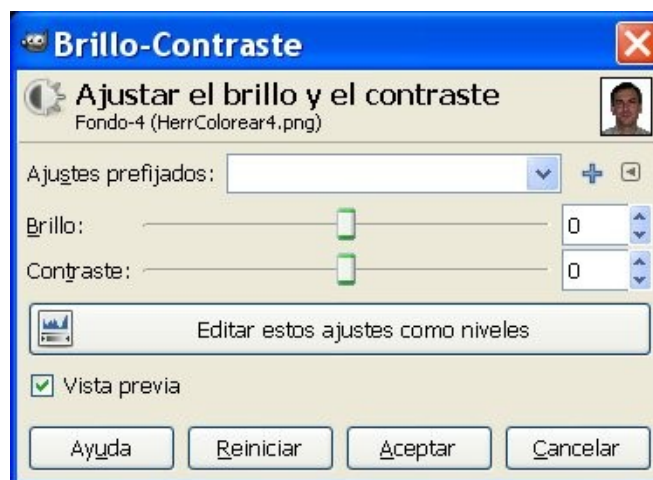 Brillo-Contraste
Ajustar el brillo y el contraste
Fondo-4 (HerrColorear4.png)
Ajustes prefijados:
Brillo: 0
Contraste: 0
Editar estos ajustes como niveles
Vista previa
Ayuda Reiniciar Aceptar Cancelar